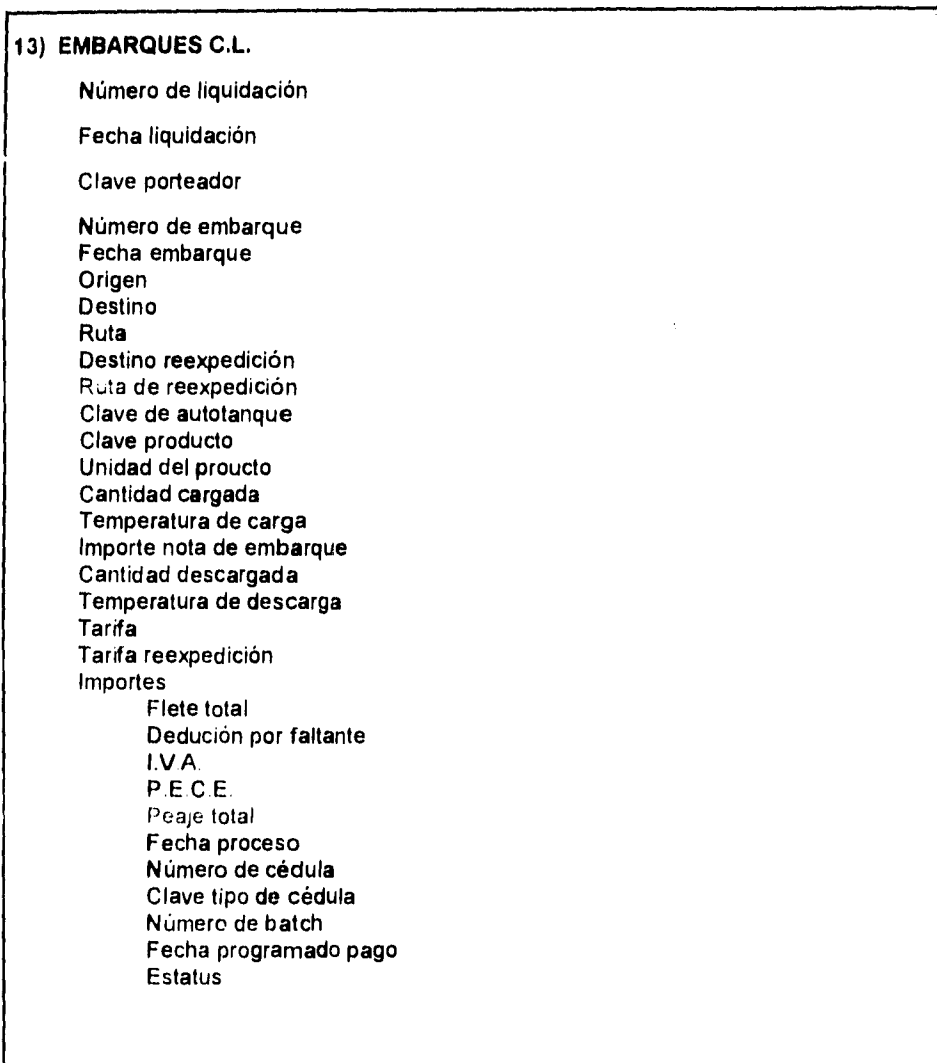 13) EMBARQUES C.L.
Número de liquidación
Fecha liquidación
Clave porteador
Número de embarque
Fecha embarque
Origen
Destino
Ruta
Destino reexpedición
Ruta de reexpedición
Clave de autotanque
Clave producto
Unidad del proucto
Cantidad cargada
Temperatura de carga
Importe nota de embarque
Cantidad descargada
Temperatura de descarga
Tarifa
Tarifa reexpedición
Importes
Flete total
Dedución por faltante
I.V.A.
P.E.C.E.
Peaje total
Fecha proceso
Número de cédula
Clave tipo de cédula
Número de batch
Fecha programado pago
Estatus